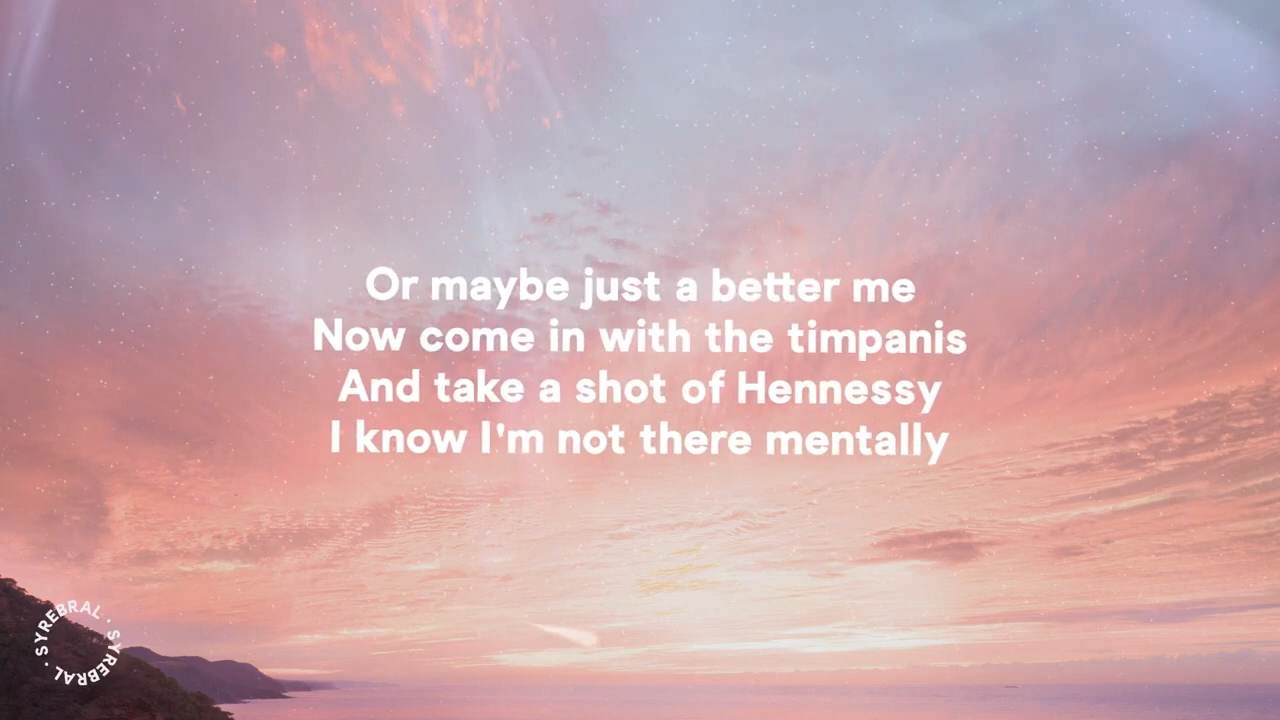 Or maybe just a better me
Now come in with the timpanis
And take a shot of Hennessy
I know I'm not there mentally
SYREBRAL · SYREBRAL ·